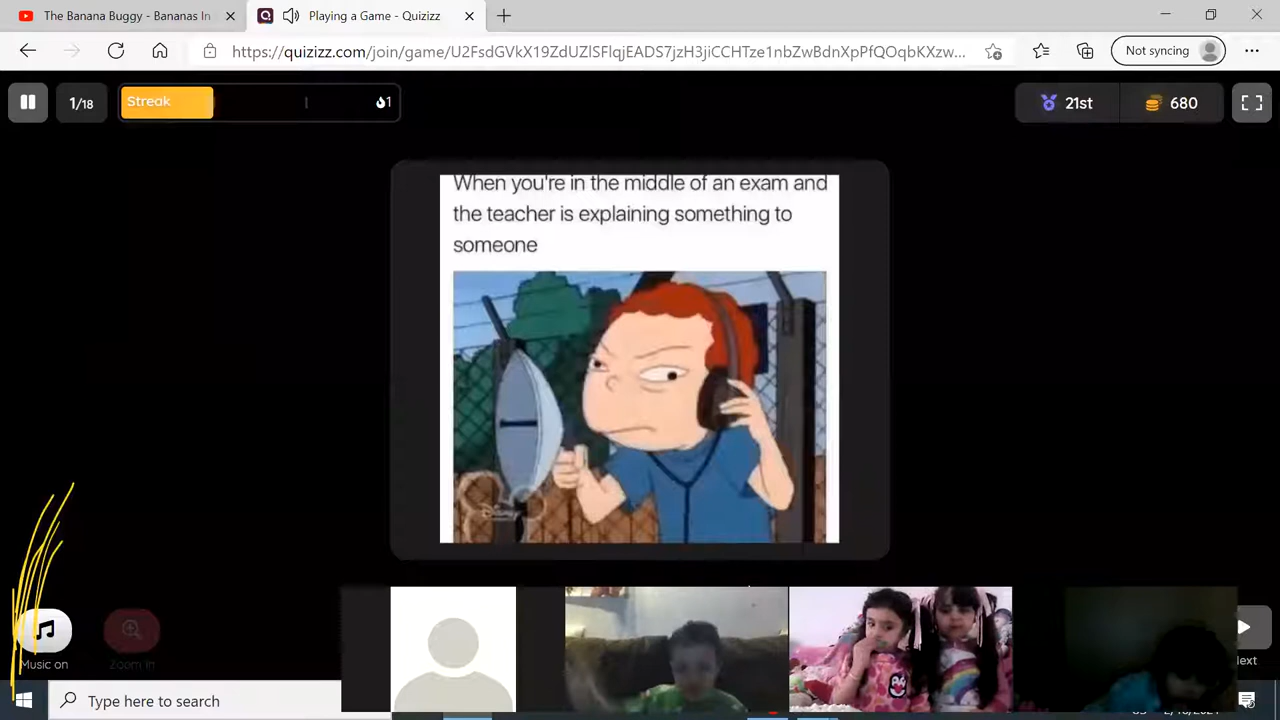 The Banana Buggy - Bananas In
Playing a Game - Quizizz
https://quizizz.com/join/game/U2FsdGVkX19ZdUZlSFlqjEADS7jzH3jiCCHTze1nbZwBdnXpPfQOqbKXzw...
Not syncing
1/18
Streak
1
21st
680
When you're in the middle of an exam and
the teacher is explaining something to
someone
Disney
Music on
Zoom in
Type here to search